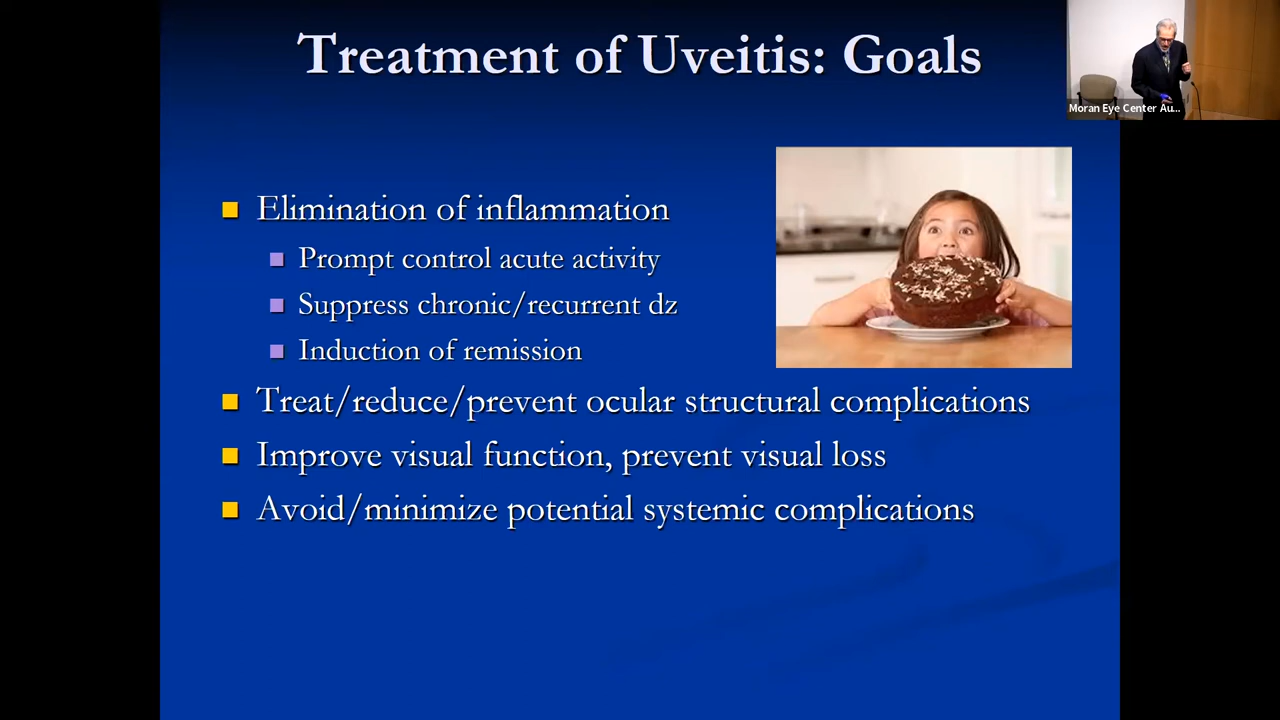 Treatment of Uveitis: Goals
Moran Eye Center Au...
Elimination of inflammation
Prompt control acute activity
Suppress chronic/recurrent dz
Induction of remission
Treat/reduce/prevent ocular structural complications
Improve visual function, prevent visual loss
Avoid/minimize potential systemic complications